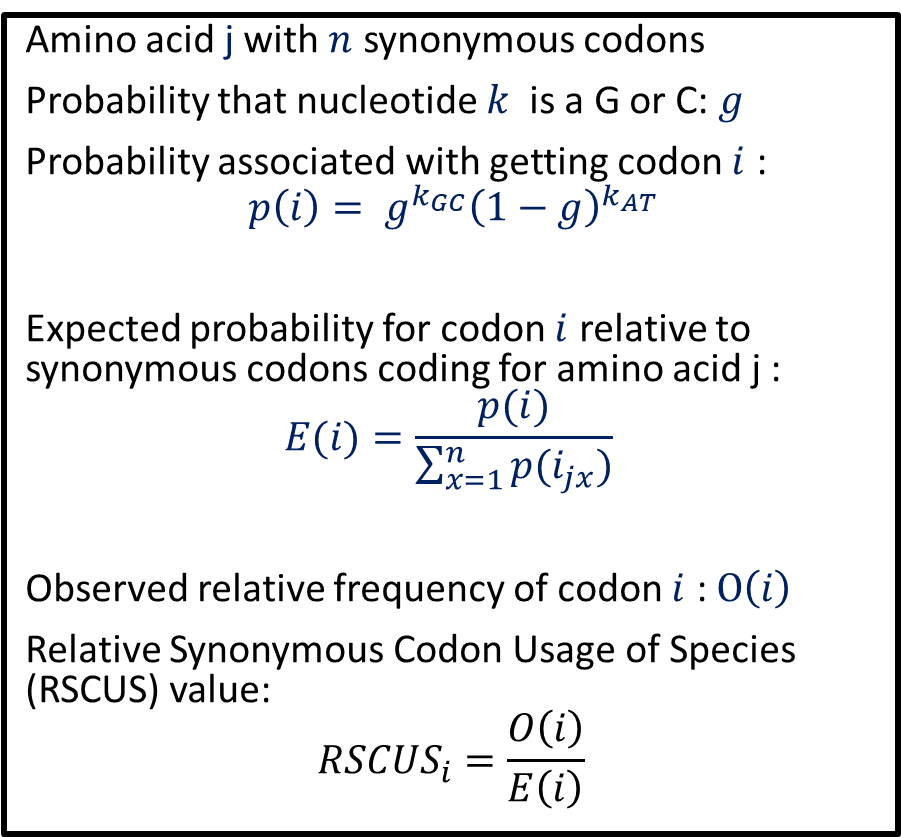 Amino acid j with n synonymous codons
Probability that nucleotide k is a G or C: g
Probability associated with getting codon i :
p(i) = g^{k_{GC}}(1 − g)^{k_{AT}}
Expected probability for codon i relative to
synonymous codons coding for amino acid j :
E(i) = \frac{p(i)}{\sum_{x=1}^{n} p(i_{jx})}
Observed relative frequency of codon i : O(i)
Relative Synonymous Codon Usage of Species
(RSCUS) value:
RSCUS_i = \frac{O(i)}{E(i)}